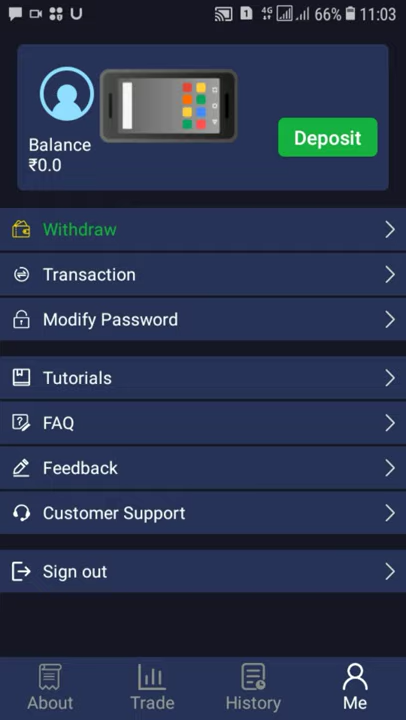 4G 66% 11:03
Balance
₹0.0
Deposit
Withdraw
Transaction
Modify Password
Tutorials
FAQ
Feedback
Customer Support
Sign out
About Trade History Me